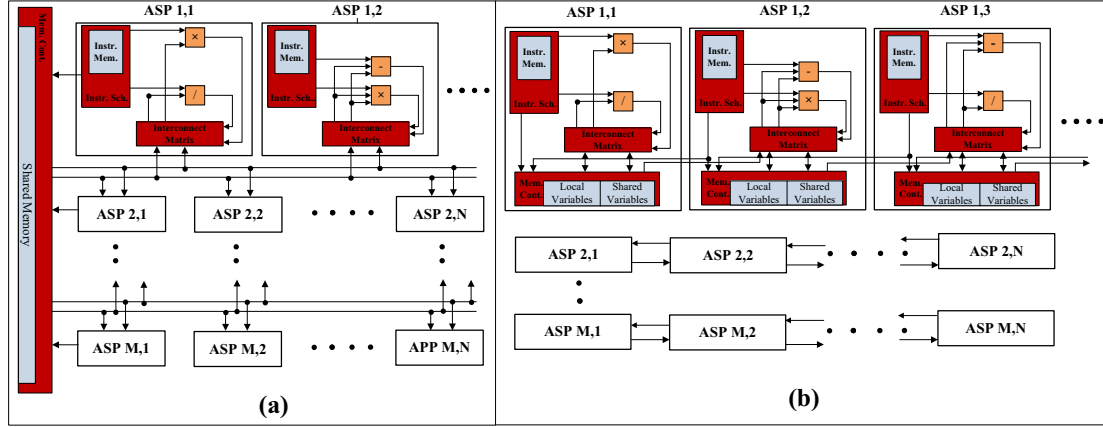 ASP 1,1
ASP 1,2
Mem. Cont.
Shared Memory
Instr.
Mem.
Instr. Sch.
×
/
Interconnect
Matrix
Instr.
Mem.
Instr. Sch.
-
×
Interconnect
Matrix
ASP 2,1
ASP 2,2
ASP 2,N
ASP M,1
ASP M,2
APP M,N
(a)
ASP 1,1
ASP 1,2
ASP 1,3
Instr.
Mem.
Instr. Sch.
×
/
Interconnect
Matrix
Mem.
Cont.
Local
Variables
Shared
Variables
Instr.
Mem.
Instr. Sch.
-
×
Interconnect
Matrix
Mem.
Cont.
Local
Variables
Shared
Variables
Instr.
Mem.
Instr. Sch.
-
/
Interconnect
Matrix
Mem.
Cont.
Local
Variables
Shared
Variables
ASP 2,1
ASP 2,2
ASP 2,N
ASP M,1
ASP M,2
ASP M,N
(b)